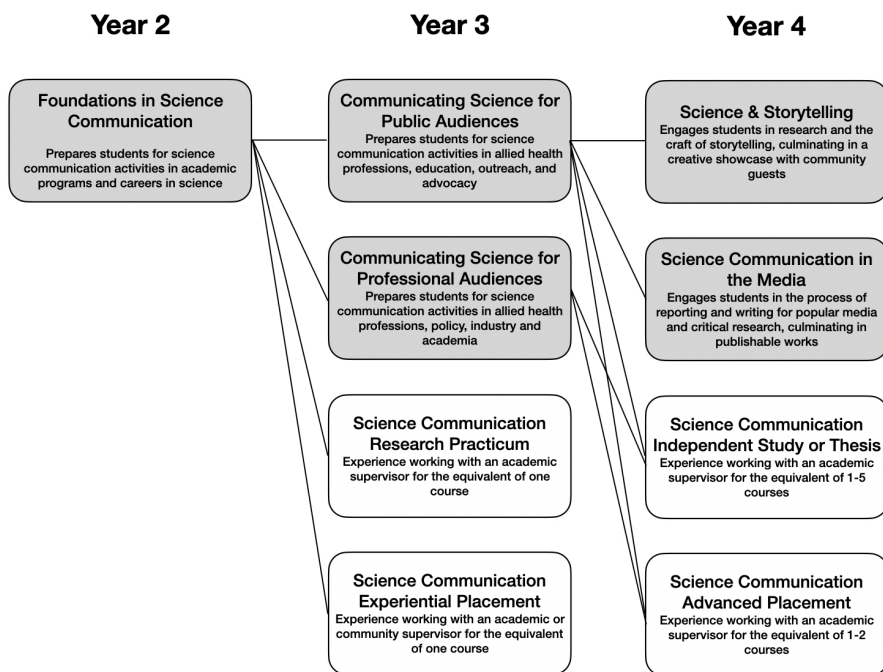 Year 2
Year 3
Year 4
Foundations in Science
Communication
Prepares students for science
communication activities in academic
programs and careers in science
Communicating Science for
Public Audiences
Prepares students for science
communication activities in allied health
professions, education, outreach, and
advocacy
Science & Storytelling
Engages students in research and the
craft of storytelling, culminating in a
creative showcase with community
guests
Communicating Science for
Professional Audiences
Prepares students for science
communication activities in allied health
professions, policy, industry and
academia
Science Communication in
the Media
Engages students in the process of
reporting and writing for popular media
and critical research, culminating in
publishable works
Science Communication
Research Practicum
Experience working with an academic
supervisor for the equivalent of one
course
Science Communication
Independent Study or Thesis
Experience working with an academic
supervisor for the equivalent of 1-5
courses
Science Communication
Experiential Placement
Experience working with an academic or
community supervisor for the equivalent
of one course
Science Communication
Advanced Placement
Experience working with an academic
supervisor for the equivalent of 1-2
courses